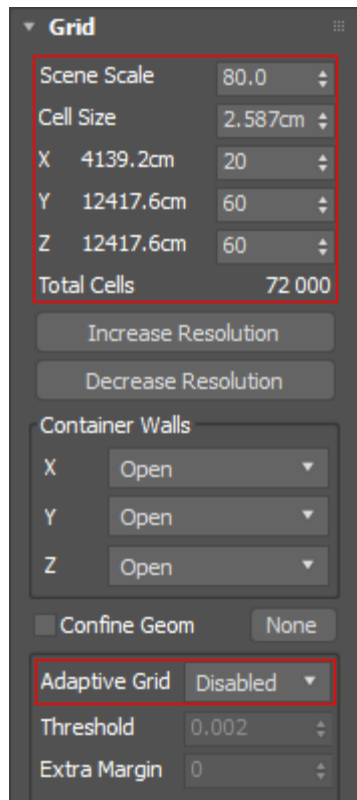 Grid
Scene Scale 80.0
Cell Size 2.587cm
X 4139.2cm 20
Y 12417.6cm 60
Z 12417.6cm 60
Total Cells 72 000
Increase Resolution
Decrease Resolution
Container Walls
X Open
Y Open
Z Open
Confine Geom None
Adaptive Grid Disabled
Threshold 0.002
Extra Margin 0